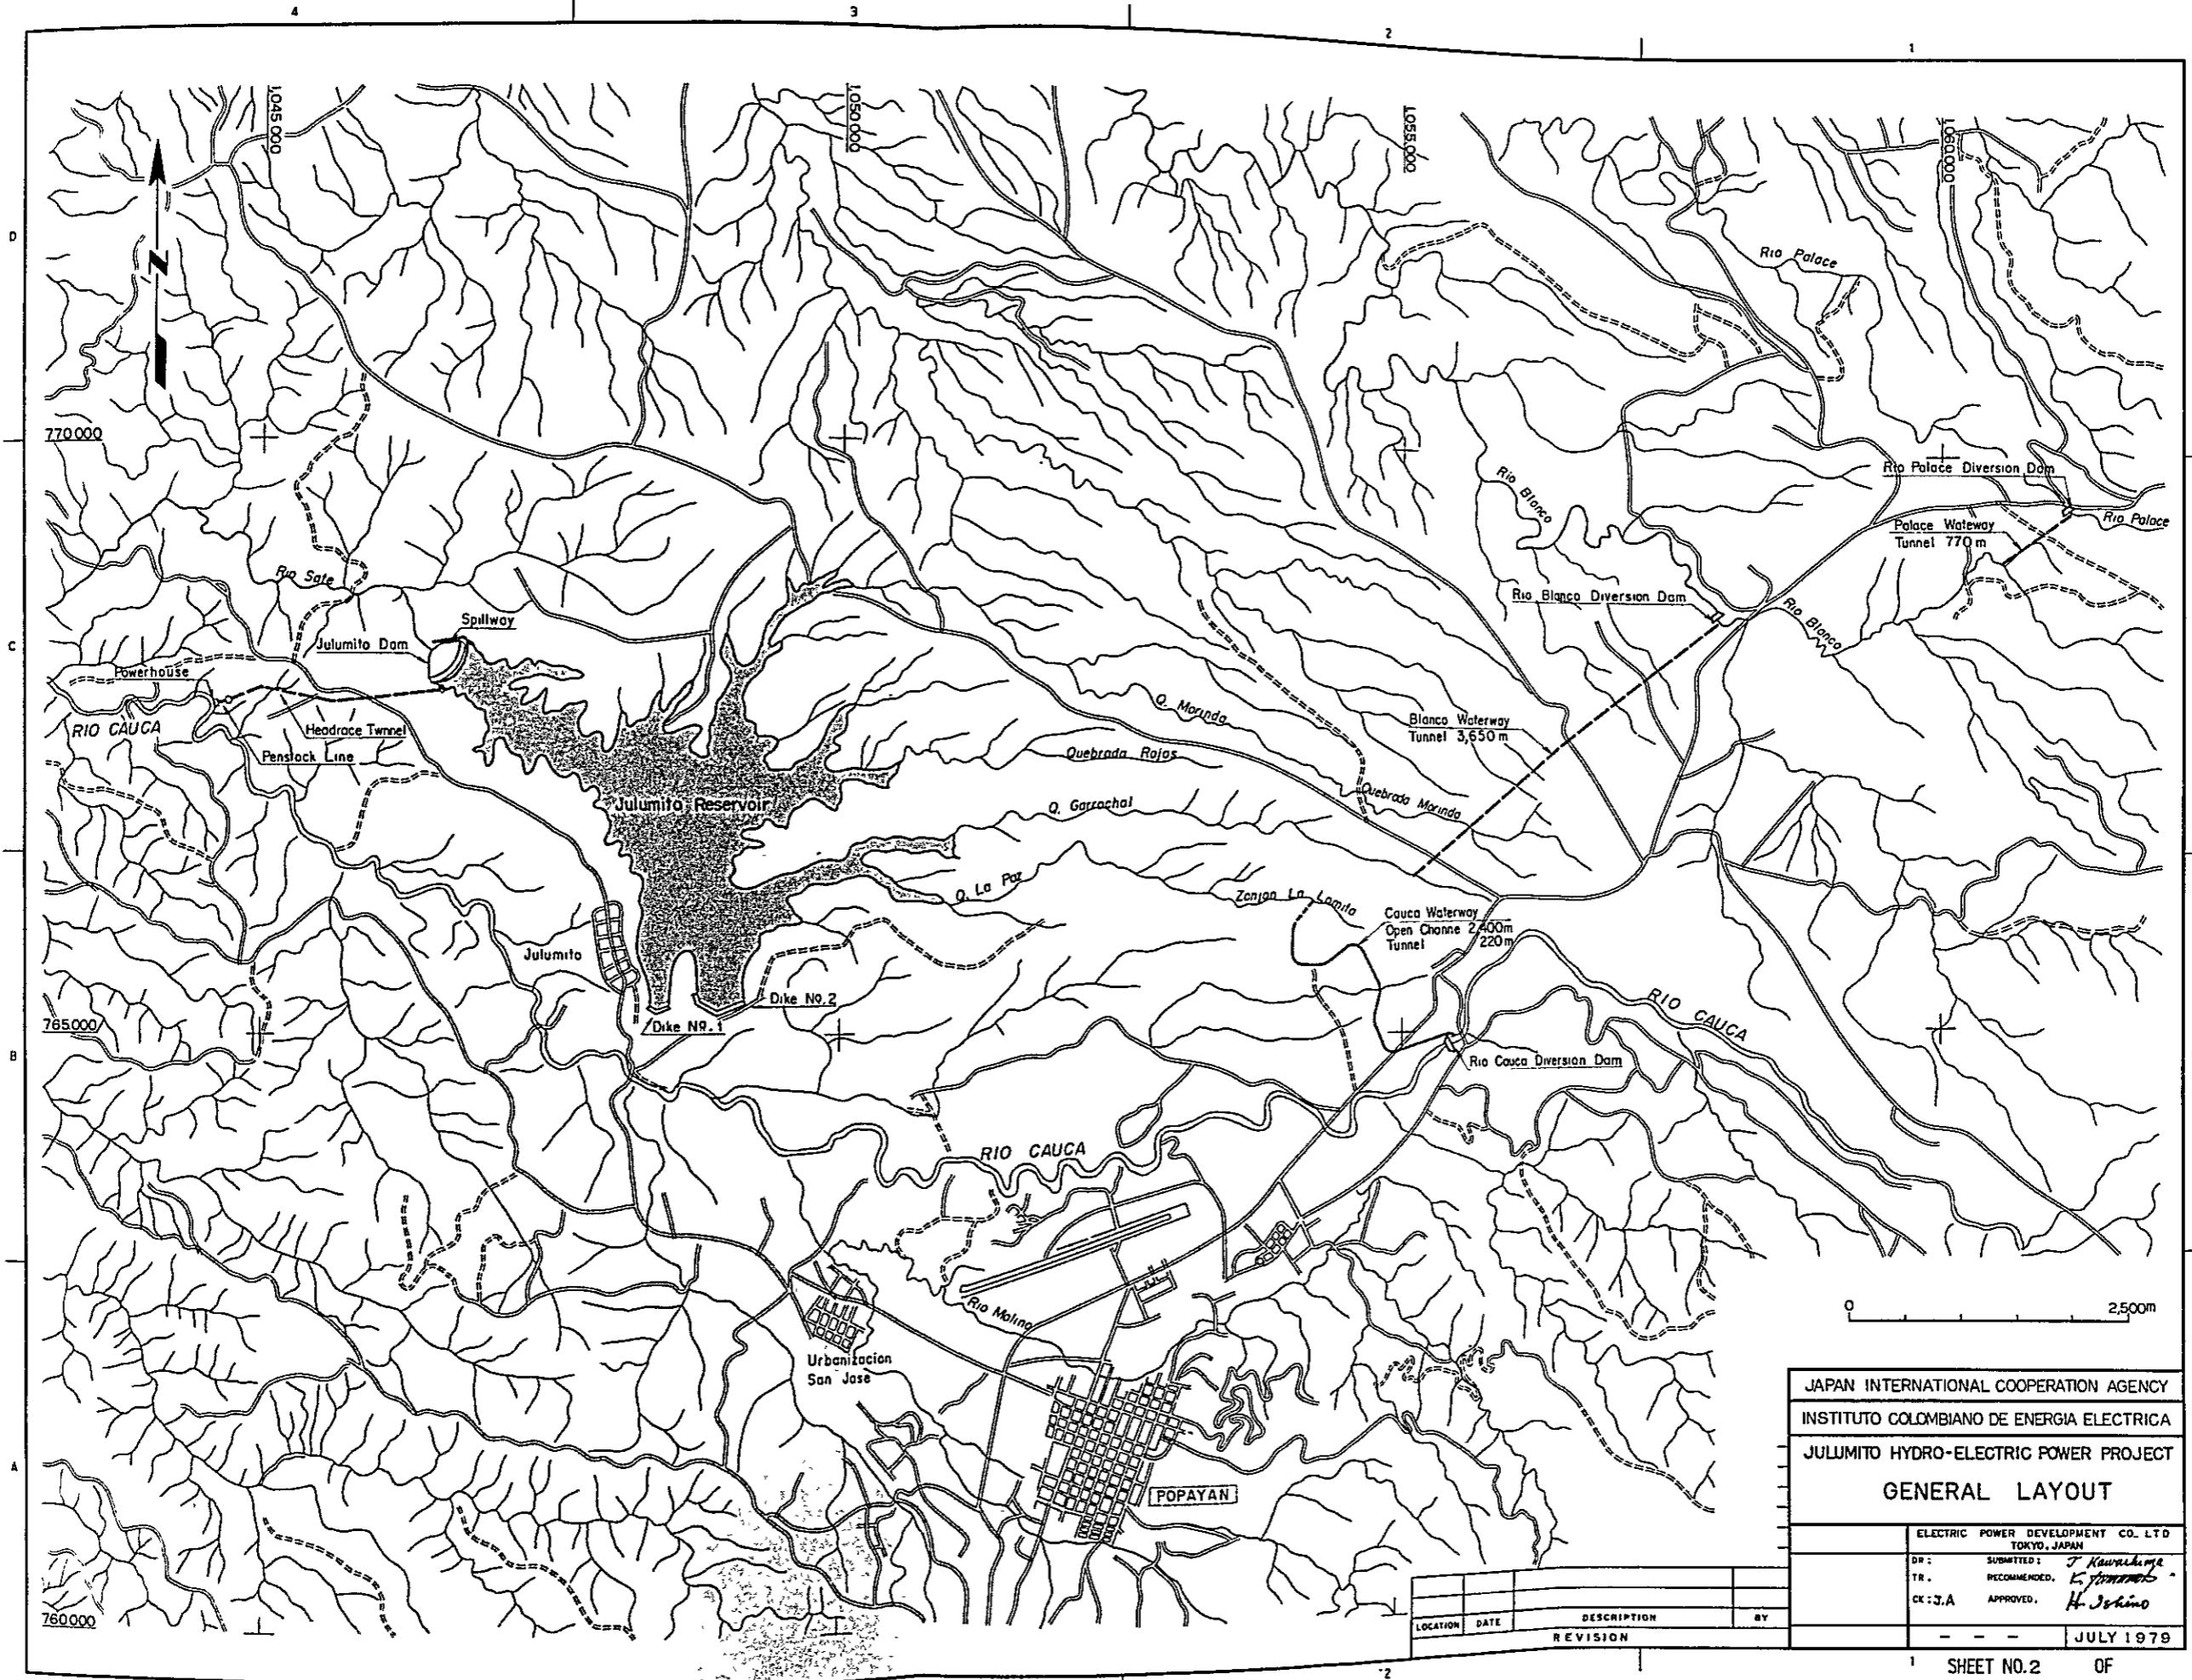 4
3
2
1
1,045,000
1,050,000
1,055,000
1,060,000
D
N
Rio Palace
770000
Rio Palace Diversion Dam
Rio Blanco
Rio Palace
Palace Wateway
Tunnel 770 m
Rio Sate
Rio Blanco Diversion Dam
Rio Blanco
Spillway
C
Julumito Dam
Powerhouse
Q. Morinda
RIO CAUCA
Headrace Twnnel
Blanco Waterway
Tunnel 3,650 m
Penstock Line
Quebrada Rojas
Julumito Reservoir
Q. Garrochal
Quebrada Morinda
Q. La Paz
Zanjon La Lomita
Cauca Waterway
Open Channe 2,400m
Tunnel 220m
Julumito
Dike No. 2
RIO CAUCA
765000
Dike No. 1
B
Rio Cauca Diversion Dam
RIO CAUCA
Rio Molino
0 2,500m
Urbanizacion
San Jose
JAPAN INTERNATIONAL COOPERATION AGENCY
INSTITUTO COLOMBIANO DE ENERGIA ELECTRICA
JULUMITO HYDRO-ELECTRIC POWER PROJECT
GENERAL LAYOUT
A
POPAYAN
ELECTRIC POWER DEVELOPMENT CO. LTD
TOKYO, JAPAN
DR: SUBMITTED: T Kawashima
TR. RECOMMENDED.
CK: J.A APPROVED. H. Ishino
760000
LOCATION DATE DESCRIPTION BY
REVISION
- - - JULY 1979
2
1
SHEET NO.2 OF